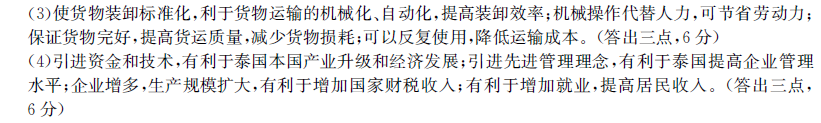 (3)使货物装卸标准化,利于货物运输的机械化、自动化,提高装卸效率;机械操作代替人力,可节省劳动力;
保证货物完好,提高货运质量,减少货物损耗;可以反复使用,降低运输成本。(答出三点,6分)
(4)引进资金和技术,有利于泰国本国产业升级和经济发展;引进先进管理理念,有利于泰国提高企业管理
水平;企业增多,生产规模扩大,有利于增加国家财税收入;有利于增加就业,提高居民收入。(答出三点,
6分)